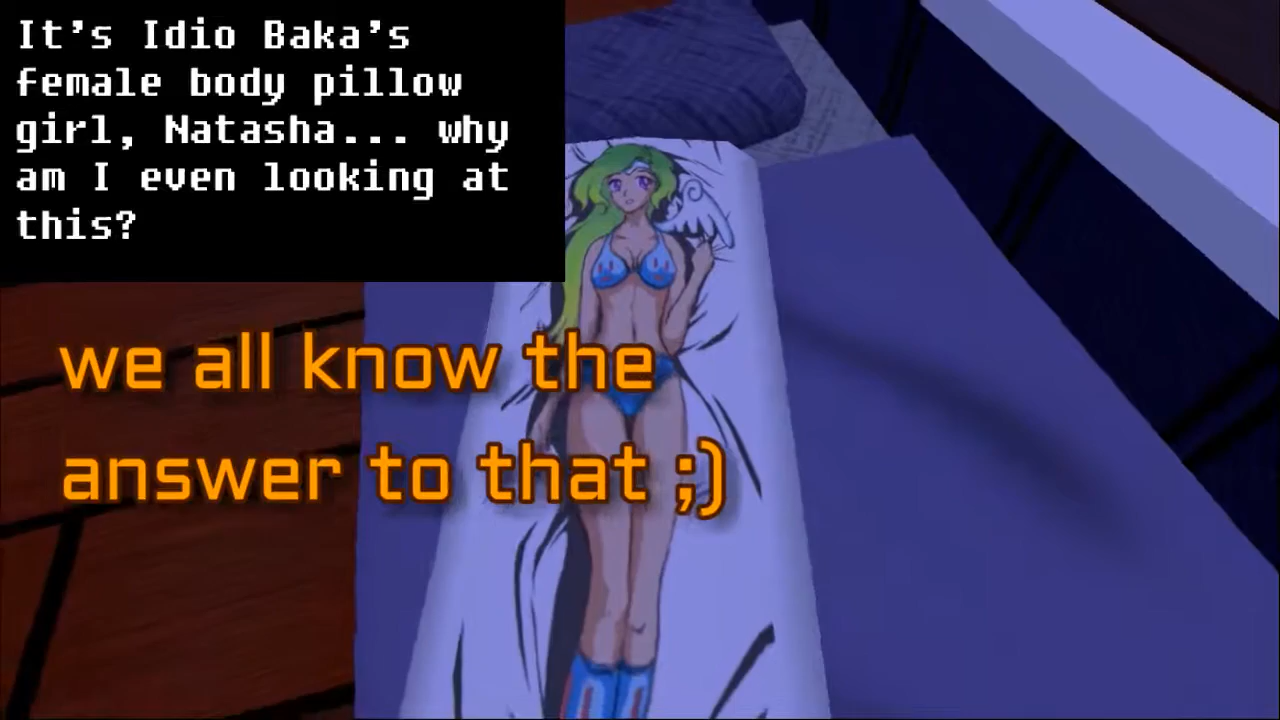 It's Idio Baka's
female body pillow
girl, Natasha... why
am I even looking at
this?
we all know the
answer to that ;)